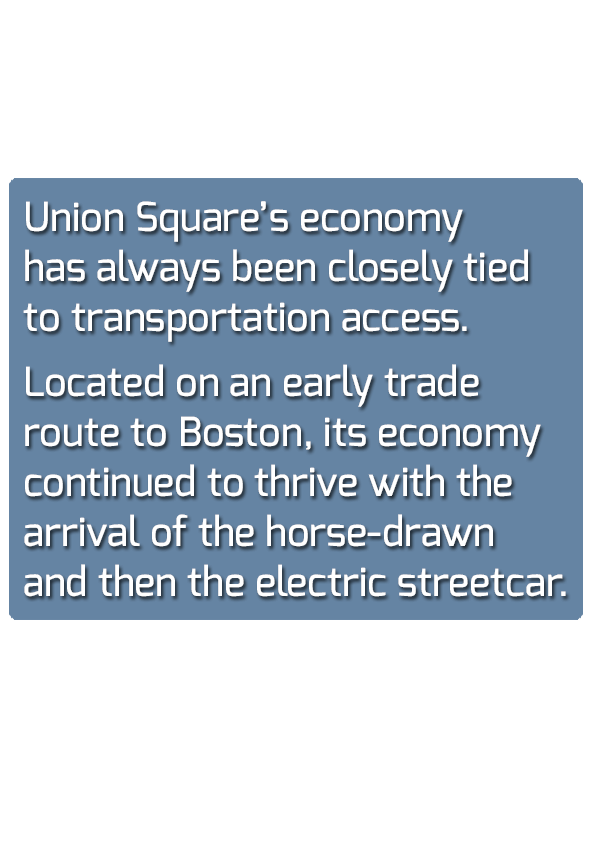 Union Square’s economy
has always been closely tied
to transportation access.
Located on an early trade
route to Boston, its economy
continued to thrive with the
arrival of the horse-drawn
and then the electric streetcar.